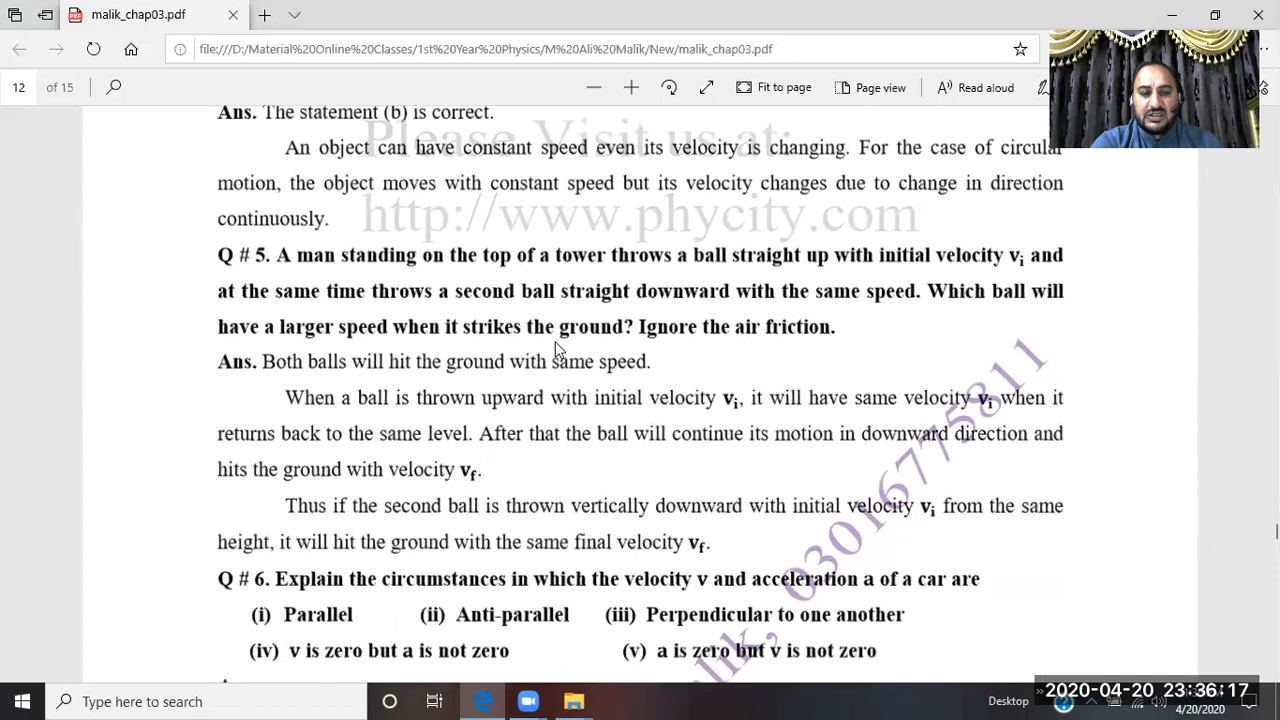 malik_chap03.pdf
file:///D:/Material%20Online%20Classes/1st%20Year%20Physics/M%20Ali%20Malik/New/malik_chap03.pdf
12 of 15
Fit to page
Page view
Read aloud
Please Visit us at:
http://www.phycity.com
Ans. The statement (b) is correct.
An object can have constant speed even its velocity is changing. For the case of circular
motion, the object moves with constant speed but its velocity changes due to change in direction
continuously.
Q # 5. A man standing on the top of a tower throws a ball straight up with initial velocity vi and
at the same time throws a second ball straight downward with the same speed. Which ball will
have a larger speed when it strikes the ground? Ignore the air friction.
Ans. Both balls will hit the ground with same speed.
When a ball is thrown upward with initial velocity vi, it will have same velocity vi when it
returns back to the same level. After that the ball will continue its motion in downward direction and
hits the ground with velocity vf.
Thus if the second ball is thrown vertically downward with initial velocity vi from the same
height, it will hit the ground with the same final velocity vf.
Q # 6. Explain the circumstances in which the velocity v and acceleration a of a car are
(i) Parallel (ii) Anti-parallel (iii) Perpendicular to one another
(iv) v is zero but a is not zero (v) a is zero but v is not zero
03016775811
Type here to search
Desktop
2020-04-20 23:36:17
4/20/2020